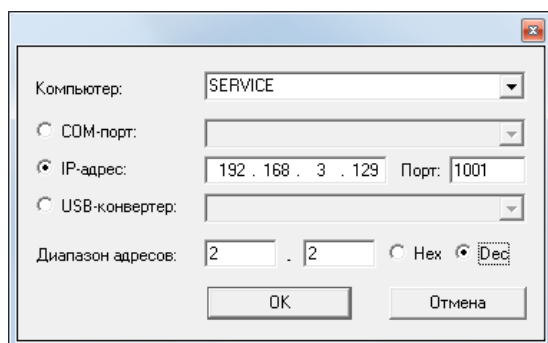 Компьютер: SERVICE
COM-порт:
IP-адрес: 192 . 168 . 3 . 129 Порт: 1001
USB-конвертер:
Диапазон адресов: 2 . 2 Hex Dec
OK Отмена